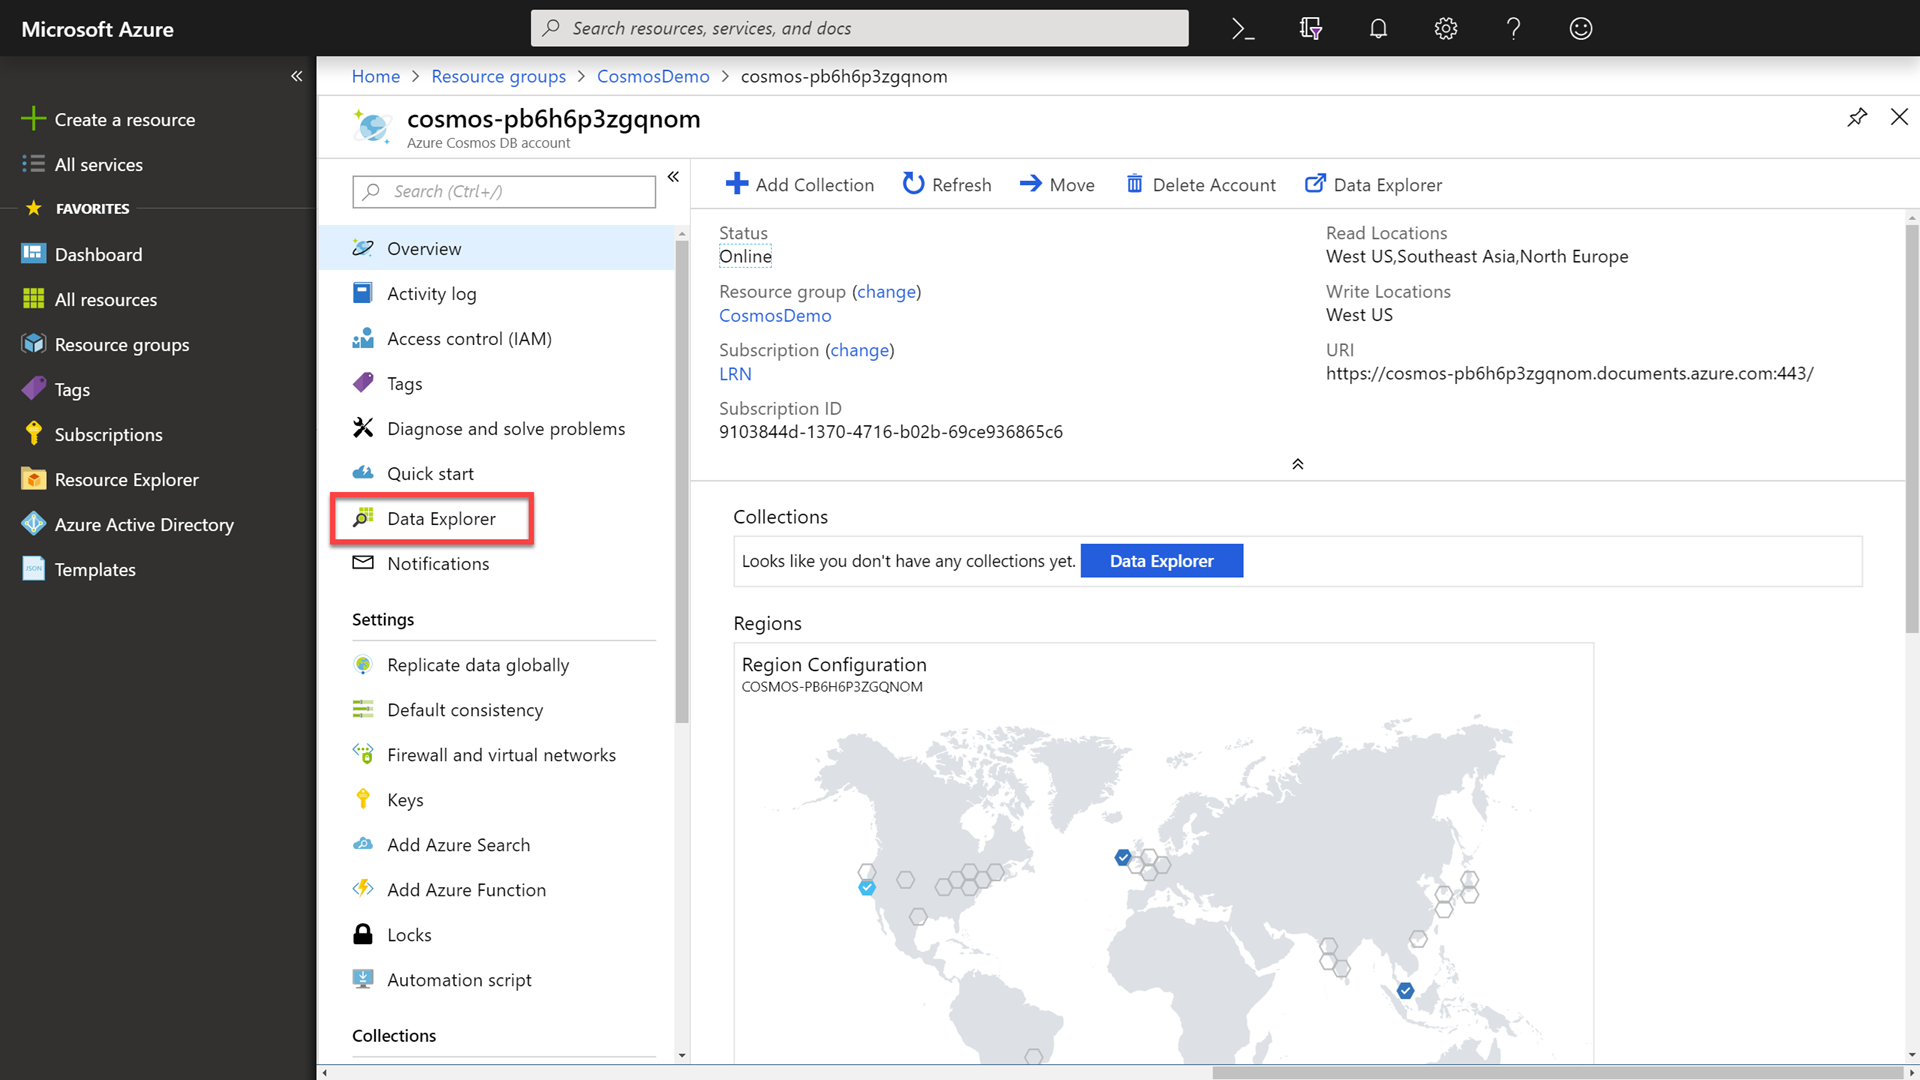 Microsoft Azure
Search resources, services, and docs
Create a resource
All services
FAVORITES
Dashboard
All resources
Resource groups
Tags
Subscriptions
Resource Explorer
Azure Active Directory
JSON
Templates
Home > Resource groups > CosmosDemo > cosmos-pb6h6p3zgqnom
cosmos-pb6h6p3zgqnom
Azure Cosmos DB account
Search (Ctrl+/)
Overview
Activity log
Access control (IAM)
Tags
Diagnose and solve problems
Quick start
Data Explorer
Notifications
Settings
Replicate data globally
Default consistency
Firewall and virtual networks
Keys
Add Azure Search
Add Azure Function
Locks
Automation script
Collections
Add Collection Refresh Move Delete Account Data Explorer
Status
Online
Resource group (change)
CosmosDemo
Subscription (change)
LRN
Subscription ID
9103844d-1370-4716-b02b-69ce936865c6
Read Locations
West US,Southeast Asia,North Europe
Write Locations
West US
URI
https://cosmos-pb6h6p3zgqnom.documents.azure.com:443/
Collections
Looks like you don't have any collections yet. Data Explorer
Regions
Region Configuration
COSMOS-PB6H6P3ZGQNOM